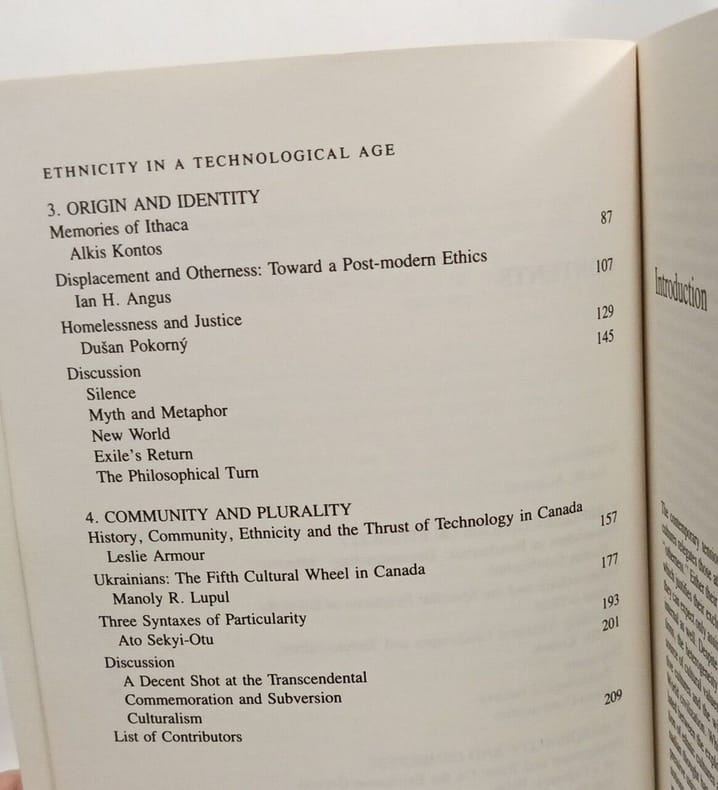 ETHNICITY IN A TECHNOLOGICAL AGE
3. ORIGIN AND IDENTITY
Memories of Ithaca 87
Alkis Kontos
Displacement and Otherness: Toward a Post-modern Ethics 107
Ian H. Angus
Homelessness and Justice 129
Dušan Pokorný
Discussion 145
Silence
Myth and Metaphor
New World
Exile's Return
The Philosophical Turn
4. COMMUNITY AND PLURALITY
History, Community, Ethnicity and the Thrust of Technology in Canada 157
Leslie Armour
Ukrainians: The Fifth Cultural Wheel in Canada 177
Manoly R. Lupul
Three Syntaxes of Particularity 193
Ato Sekyi-Otu
Discussion 201
A Decent Shot at the Transcendental
Commemoration and Subversion
Culturalism
List of Contributors 209
Introduction
The contemporary